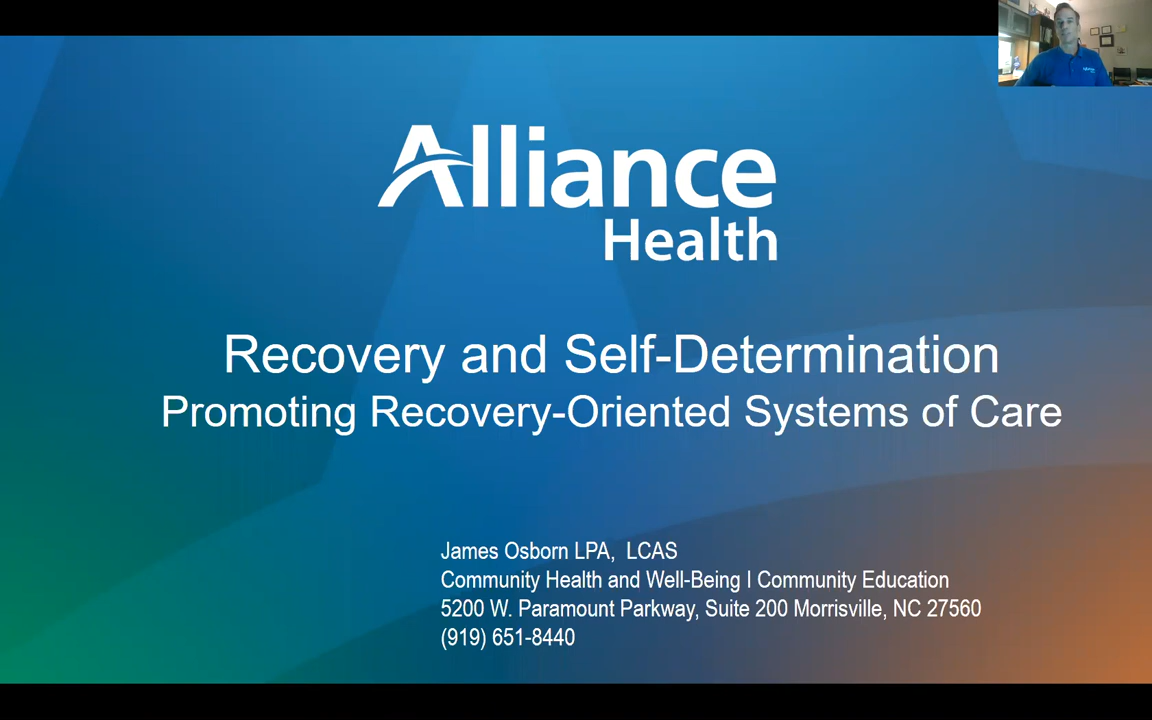 Alliance
Health
Recovery and Self-Determination
Promoting Recovery-Oriented Systems of Care
James Osborn LPA,  LCAS
Community Health and Well-Being l Community Education
5200 W. Paramount Parkway, Suite 200 Morrisville, NC 27560
(919) 651-8440